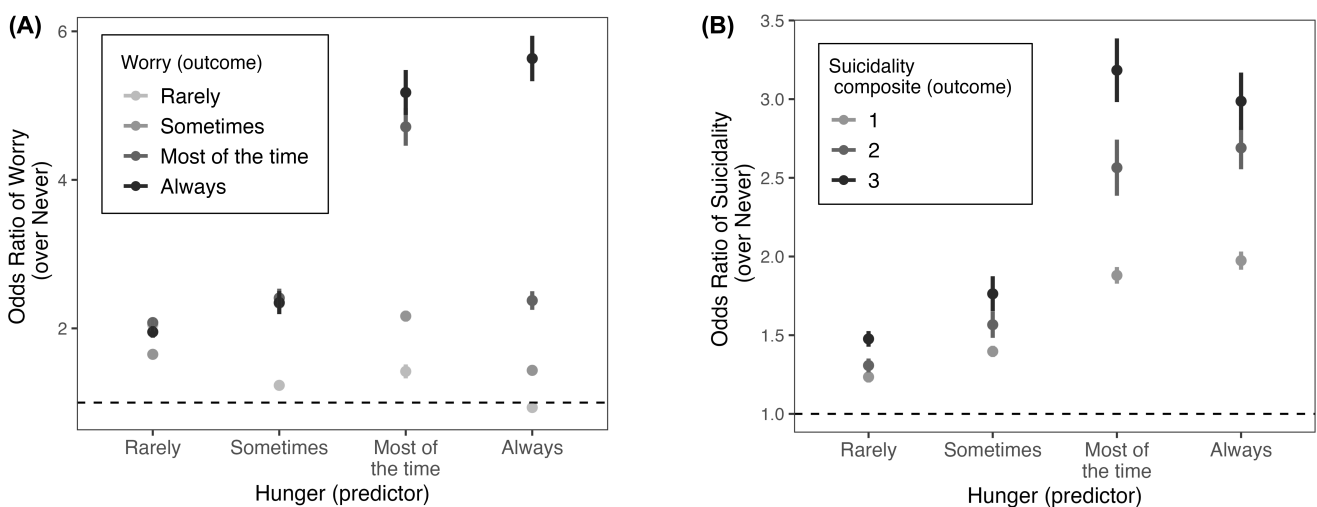 (A)
Odds Ratio of Worry
(over Never)
6
4
2
Worry (outcome)
Rarely
Sometimes
Most of the time
Always
Rarely
Sometimes
Most of
the time
Always
Hunger (predictor)
(B)
Odds Ratio of Suicidality
(over Never)
3.5
3.0
2.5
2.0
1.5
1.0
Suicidality
composite (outcome)
1
2
3
Rarely
Sometimes
Most of
the time
Always
Hunger (predictor)